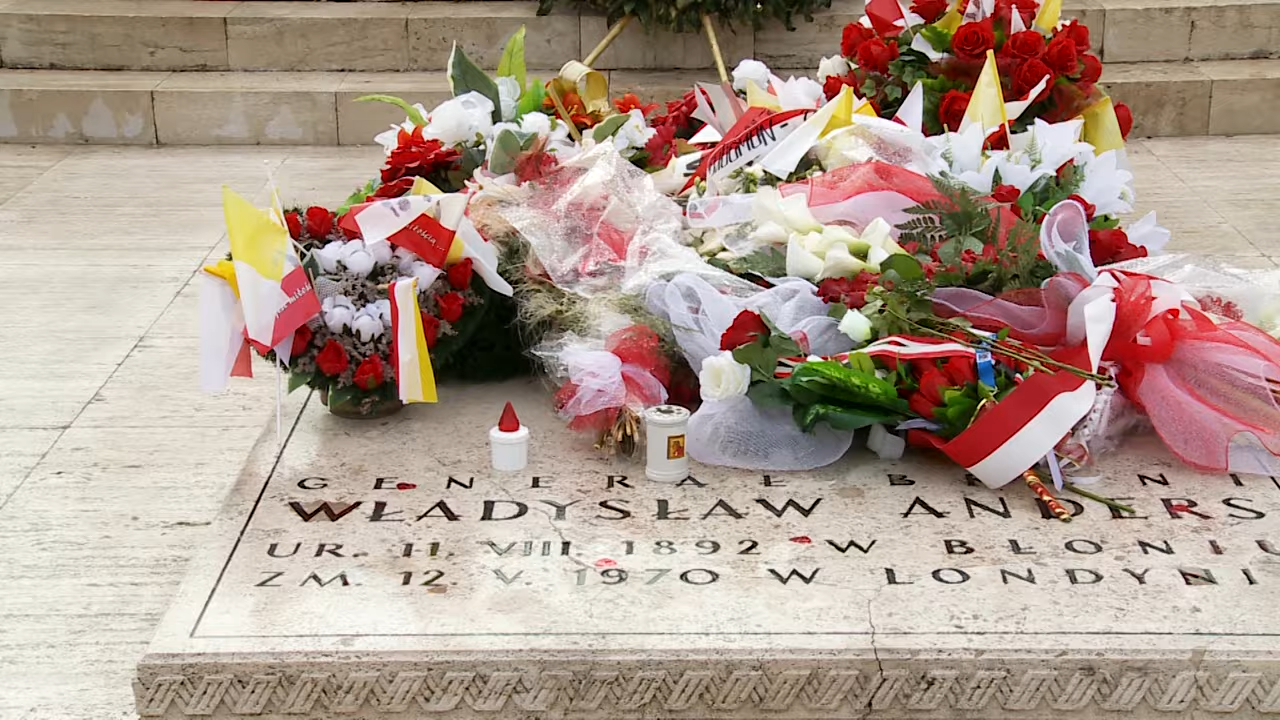 GENERAŁ BRONI
WŁADYSŁAW ANDERS
UR. 11. VIII. 1892 W BŁONIU
ZM. 12. V. 1970 W LONDYNIE